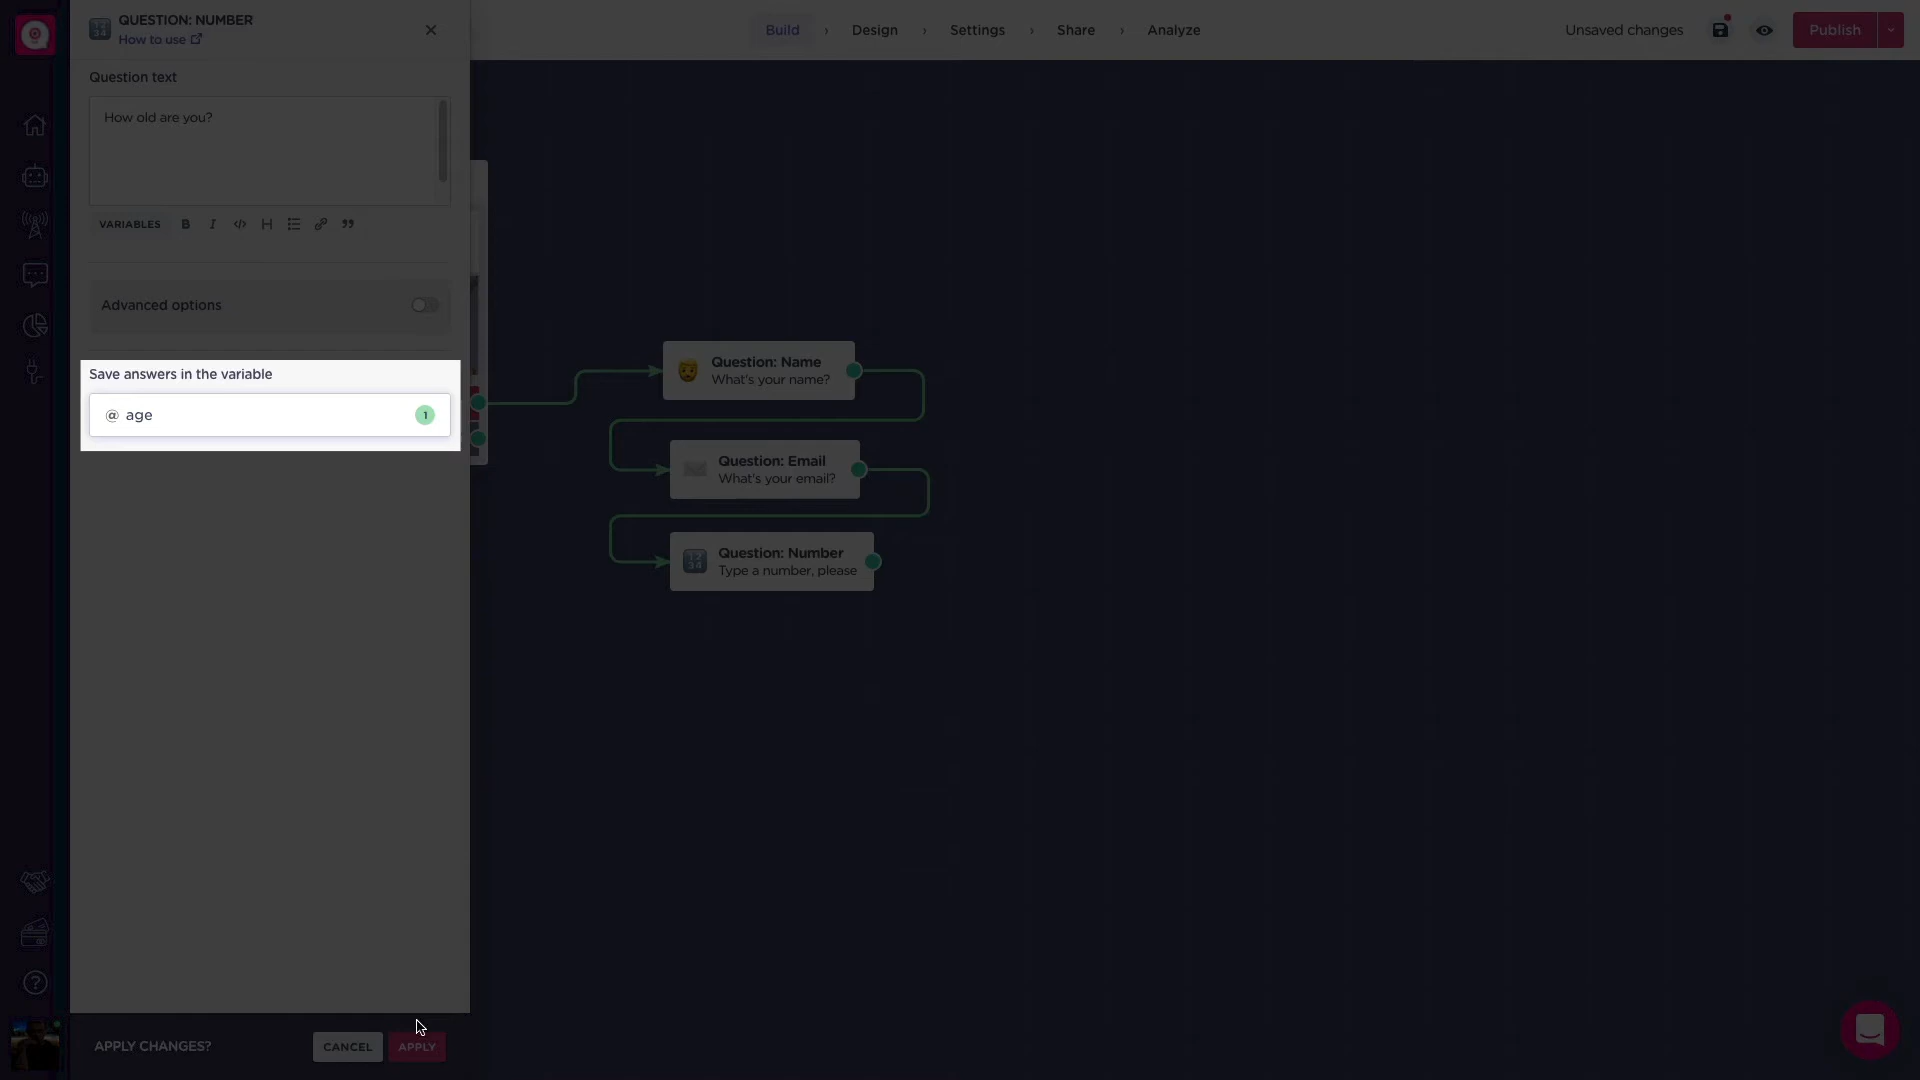 QUESTION: NUMBER
How to use
Build
Design
Settings
Share
Analyze
Unsaved changes
Publish
Question text
How old are you?
VARIABLES
B
I
</>
H
Advanced options
Save answers in the variable
@ age
1
Question: Name
What's your name?
Question: Email
What's your email?
Question: Number
Type a number, please
APPLY CHANGES?
CANCEL
APPLY